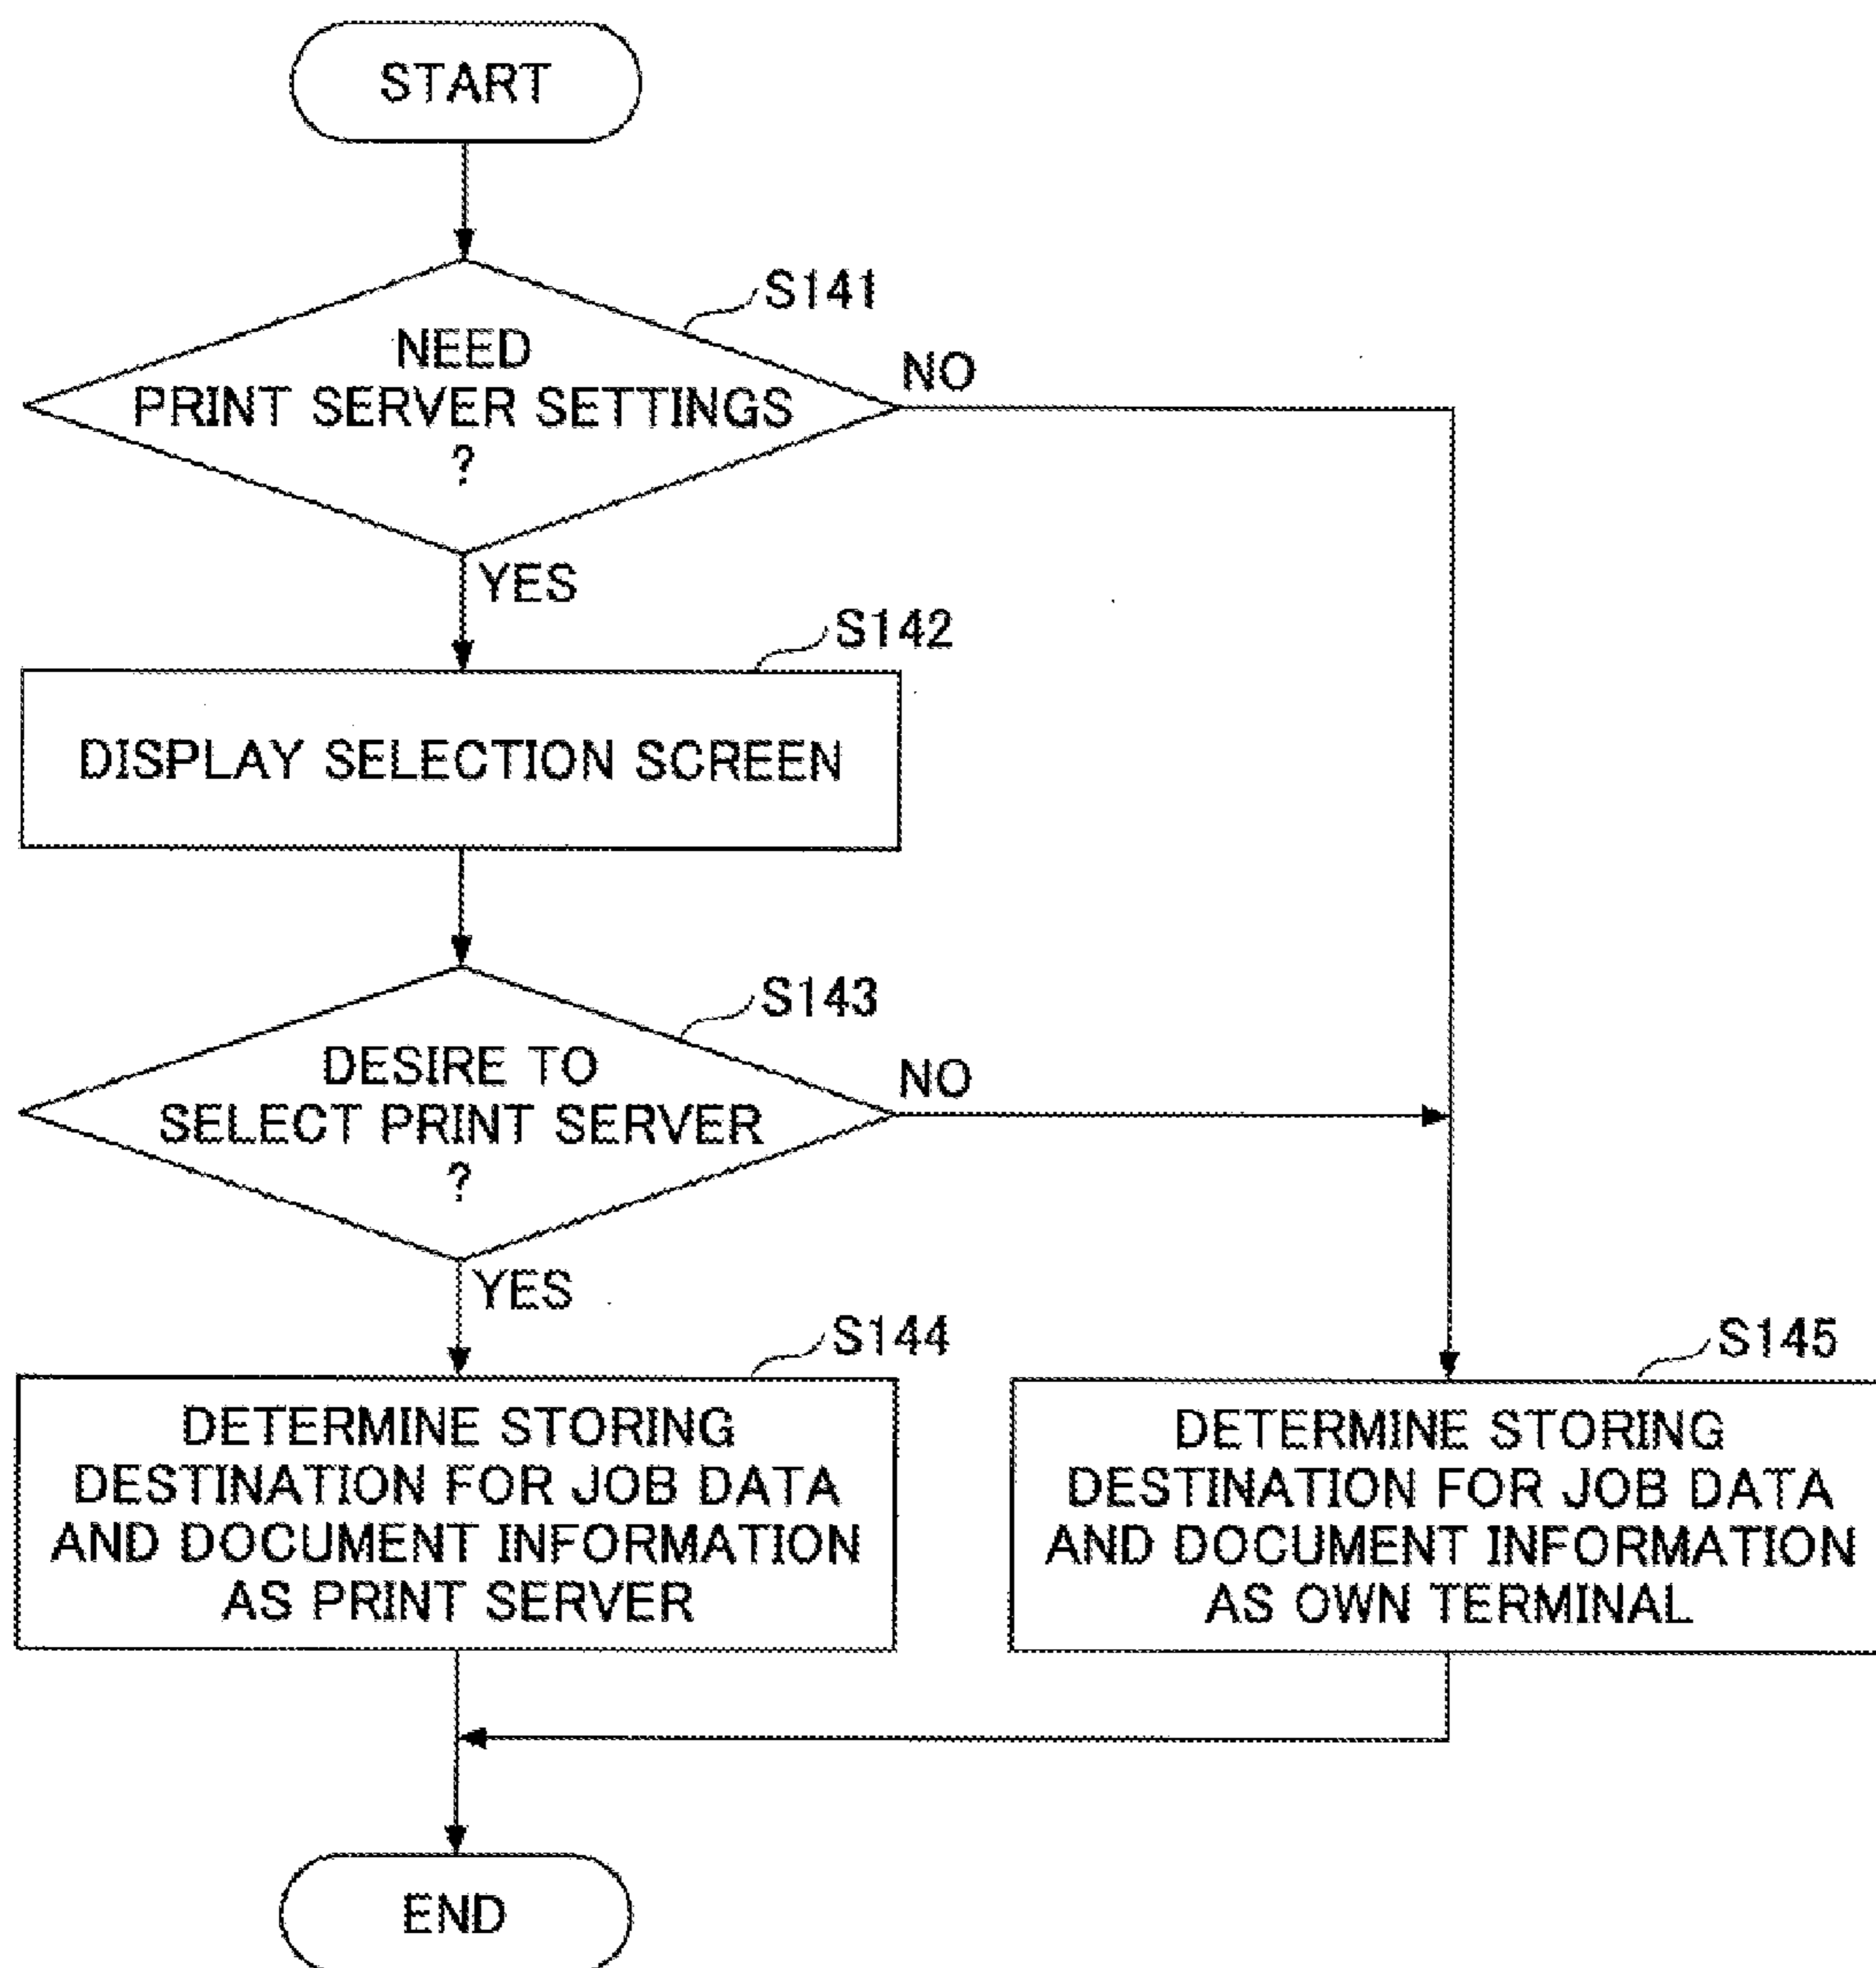 START
S141
NEED
PRINT SERVER SETTINGS
?
NO
YES
S142
DISPLAY SELECTION SCREEN
S143
DESIRE TO
SELECT PRINT SERVER
?
NO
YES
S144
DETERMINE STORING
DESTINATION FOR JOB DATA
AND DOCUMENT INFORMATION
AS PRINT SERVER
S145
DETERMINE STORING
DESTINATION FOR JOB DATA
AND DOCUMENT INFORMATION
AS OWN TERMINAL
END